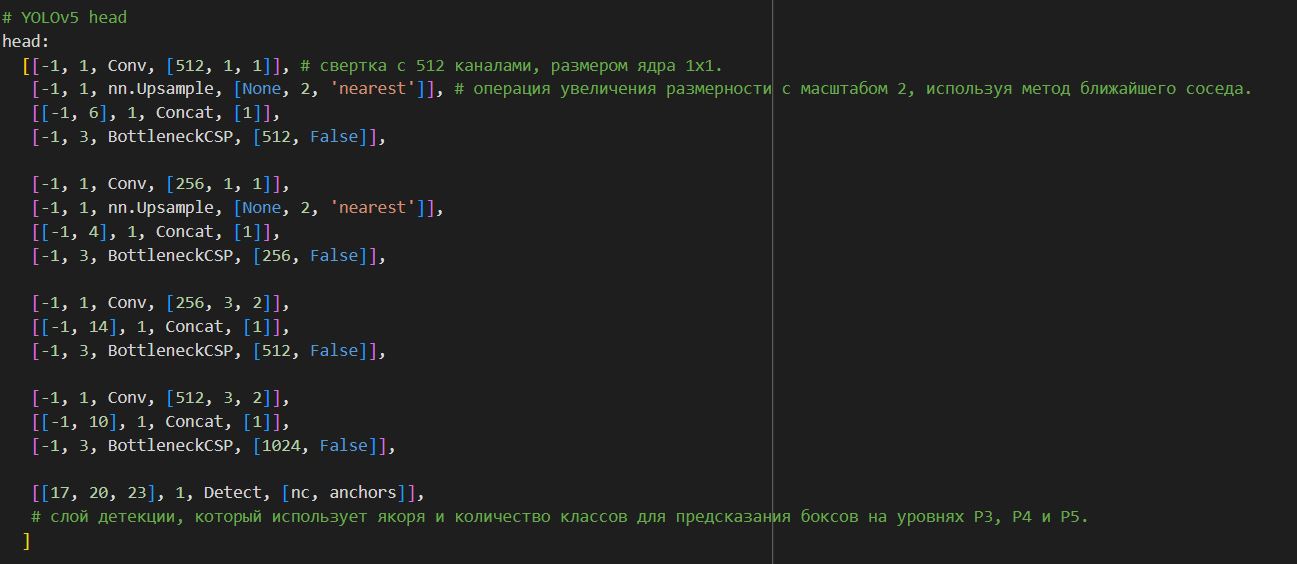 # YOLOv5 head
head:
[[-1, 1, Conv, [512, 1, 1]], # свертка с 512 каналами, размером ядра 1x1.
[-1, 1, nn.Upsample, [None, 2, 'nearest']], # операция увеличения размерности с масштабом 2, используя метод ближайшего соседа.
[[-1, 6], 1, Concat, [1]],
[-1, 3, BottleneckCSP, [512, False]],
[-1, 1, Conv, [256, 1, 1]],
[-1, 1, nn.Upsample, [None, 2, 'nearest']],
[[-1, 4], 1, Concat, [1]],
[-1, 3, BottleneckCSP, [256, False]],
[-1, 1, Conv, [256, 3, 2]],
[[-1, 14], 1, Concat, [1]],
[-1, 3, BottleneckCSP, [512, False]],
[-1, 1, Conv, [512, 3, 2]],
[[-1, 10], 1, Concat, [1]],
[-1, 3, BottleneckCSP, [1024, False]],
[[17, 20, 23], 1, Detect, [nc, anchors]],
# слой детекции, который использует якоря и количество классов для предсказания боксов на уровнях P3, P4 и P5.
]